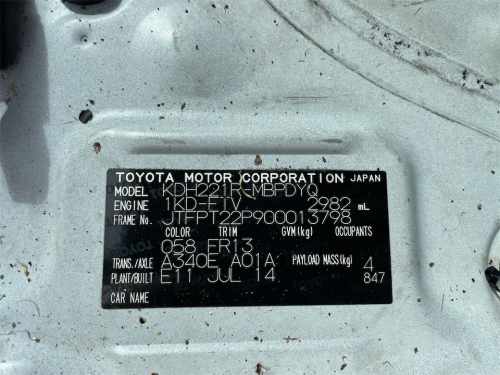 TOYOTA MOTOR CORPORATION JAPAN
MODEL KDH221R-MBPDYQ
ENGINE 1KD-FTV 2982 mL
FRAME No. JTFPT22P900013798
COLOR TRIM GVM(kg) OCCUPANTS
058 FR13
TRANS./AXLE A340E A01A PAYLOAD MASS(kg) 4
PLANT/BUILT E11 JUL 14 847
CAR NAME